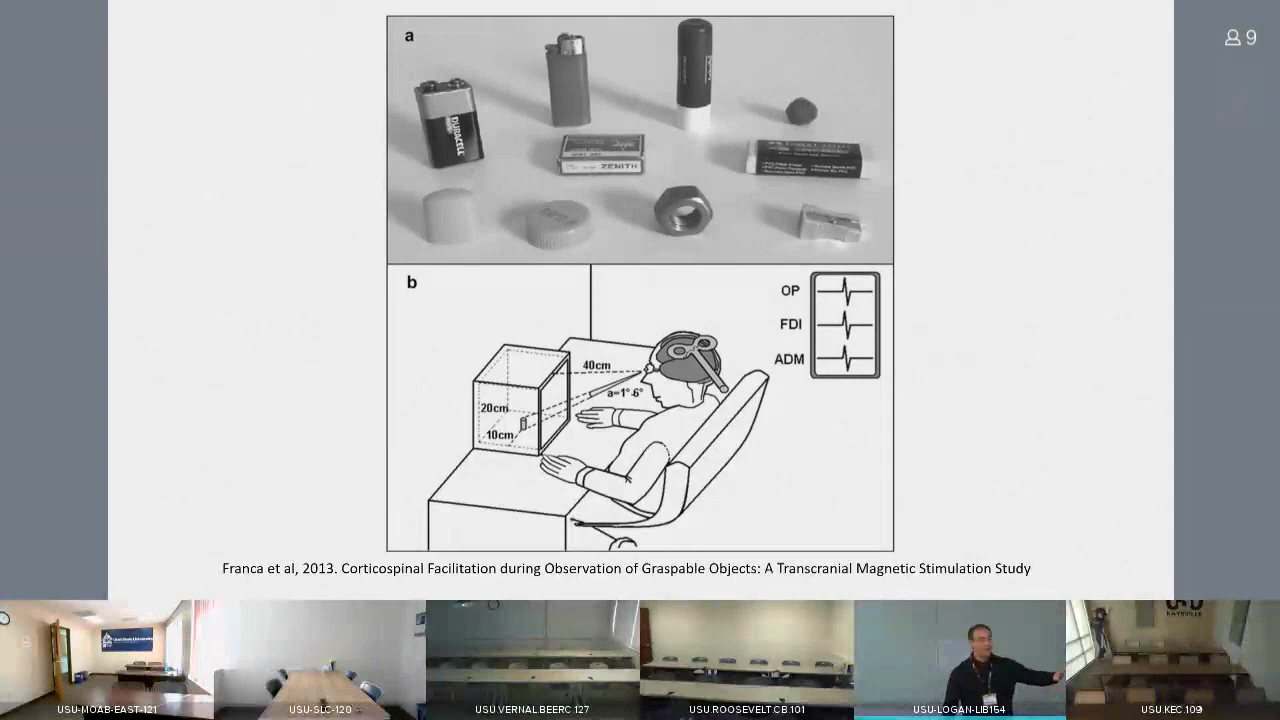 9
a
DURACELL
ZENITH
b
OP
FDI
ADM
40cm
a=1°-6°
20cm
10cm
Franca et al, 2013. Corticospinal Facilitation during Observation of Graspable Objects: A Transcranial Magnetic Stimulation Study
KAYSVILLE
USU-MOAB-EAST-121
USU-SLC-120
USU.VERNAL.BEERC.127
USU.ROOSEVELT.CB.101
USU-LOGAN-LIB154
USU.KEC.109